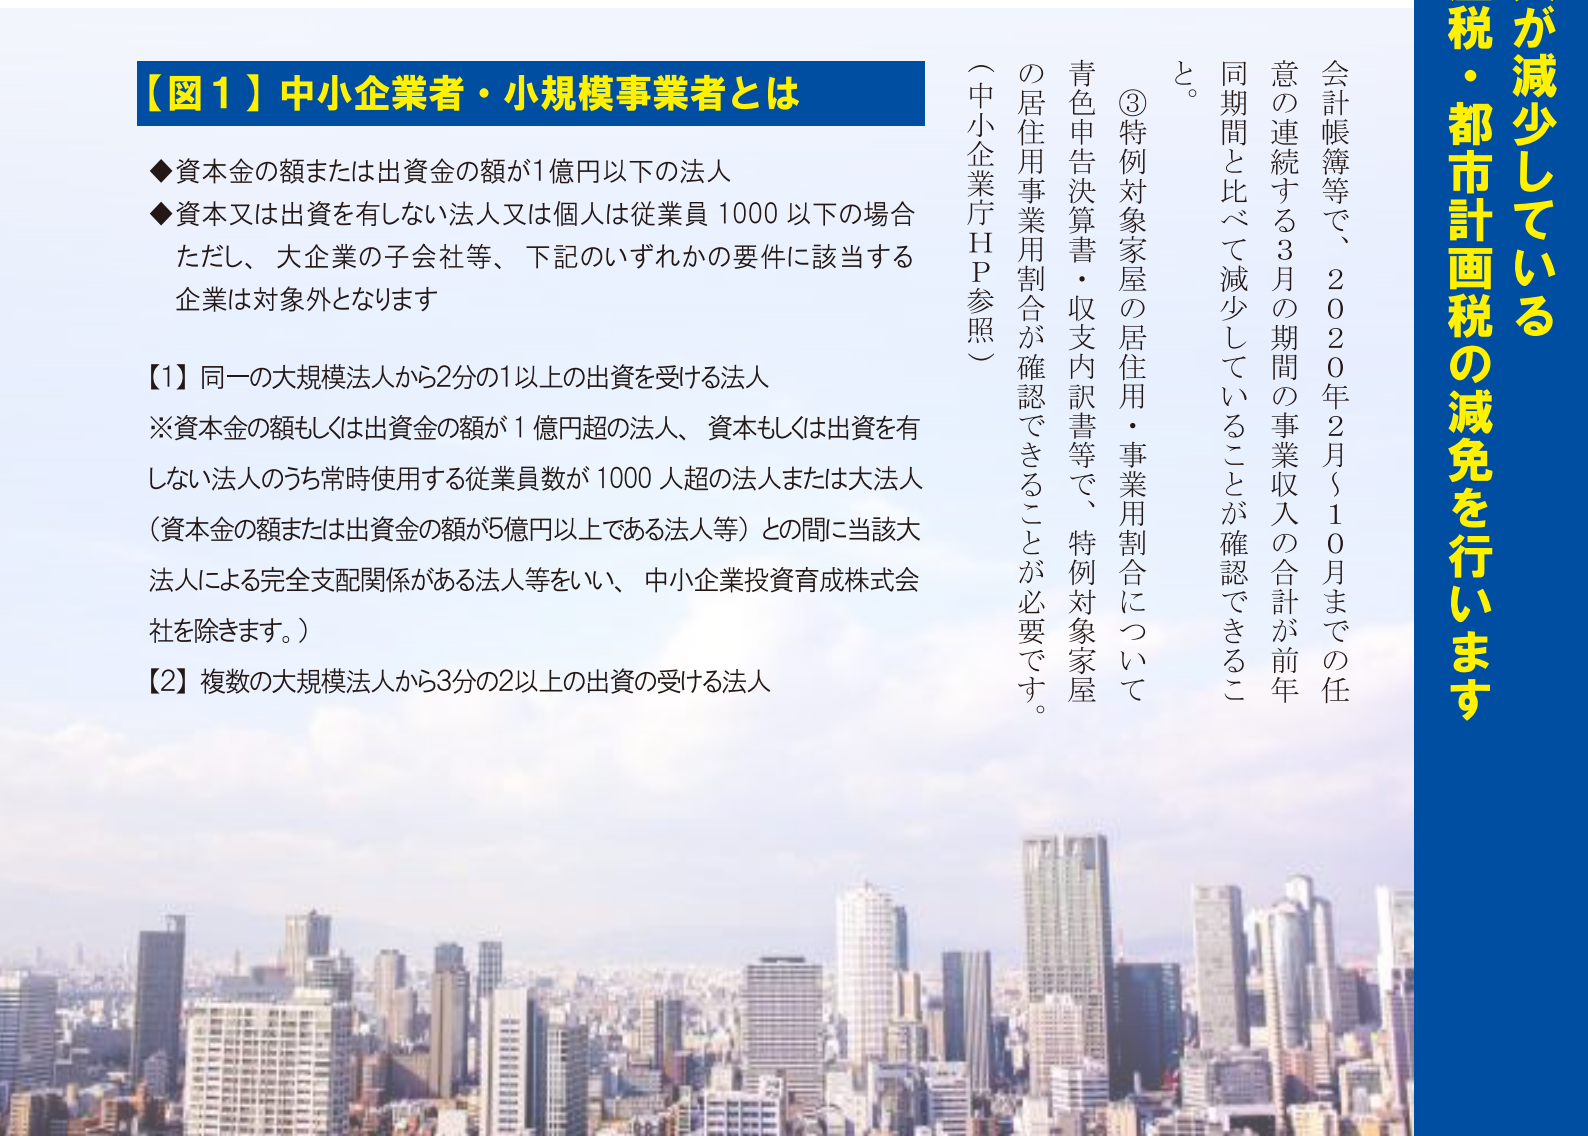 が減少している
税・都市計画税の減免を行います
会計帳簿等で、２０２０年２月～１０月までの任
意の連続する３月の期間の事業収入の合計が前年
同期間と比べて減少していることが確認できるこ
と。
③特例対象家屋の居住用・事業用割合について
青色申告決算書・収支内訳書等で、特例対象家屋
の居住用事業用割合が確認できることが必要です。
（中小企業庁ＨＰ参照）
【図１】中小企業者・小規模事業者とは
◆資本金の額または出資金の額が1億円以下の法人
◆資本又は出資を有しない法人又は個人は従業員 1000 以下の場合
ただし、大企業の子会社等、下記のいずれかの要件に該当する
企業は対象外となります
【1】同一の大規模法人から2分の1以上の出資を受ける法人
※資本金の額もしくは出資金の額が 1 億円超の法人、資本もしくは出資を有
しない法人のうち常時使用する従業員数が 1000 人超の法人または大法人
（資本金の額または出資金の額が5億円以上である法人等）との間に当該大
法人による完全支配関係がある法人等をいい、中小企業投資育成株式会
社を除きます。）
【2】複数の大規模法人から3分の2以上の出資の受ける法人